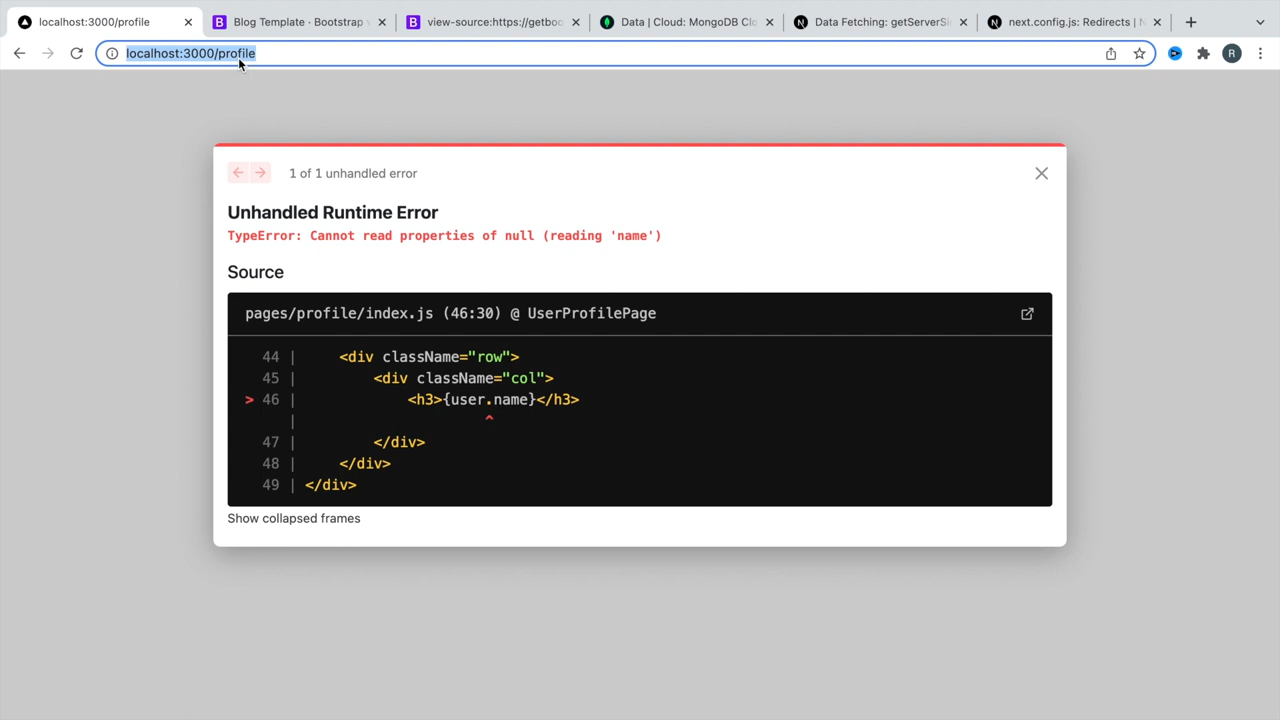 localhost:3000/profile
Blog Template · Bootstrap v
view-source:https://getboo
Data | Cloud: MongoDB Clo
Data Fetching: getServerSi
next.config.js: Redirects | N
localhost:3000/profile
R
1 of 1 unhandled error
Unhandled Runtime Error
TypeError: Cannot read properties of null (reading 'name')
Source
pages/profile/index.js (46:30) @ UserProfilePage
44 | <div className="row">
45 | <div className="col">
> 46 | <h3>{user.name}</h3>
| ^
47 | </div>
48 | </div>
49 | </div>
Show collapsed frames